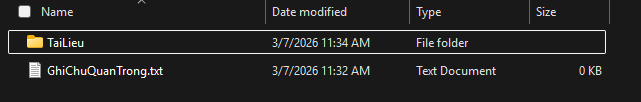 Name Date modified Type Size
TaiLieu 3/7/2026 11:34 AM File folder
GhiChuQuanTrong.txt 3/7/2026 11:32 AM Text Document 0 KB